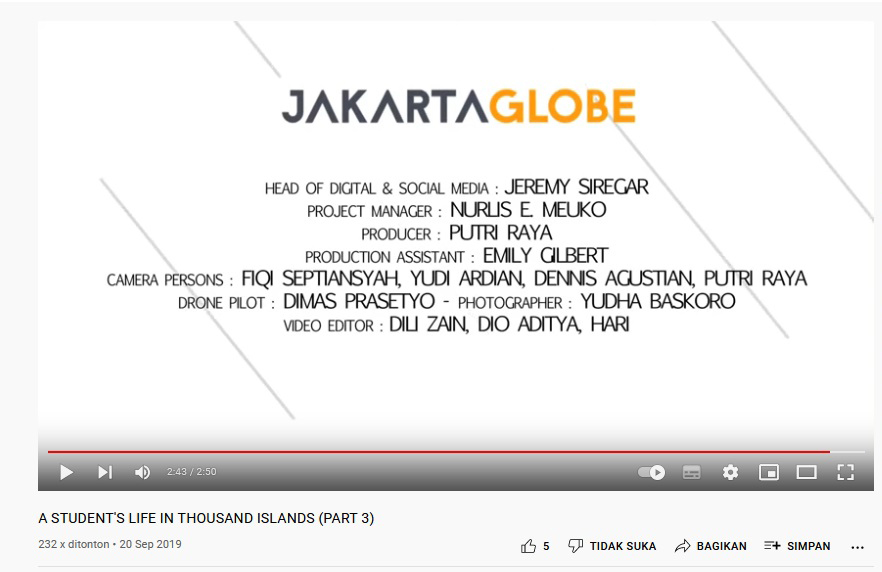 JAKARTAGLOBE
HEAD OF DIGITAL & SOCIAL MEDIA : JEREMY SIREGAR
PROJECT MANAGER : NURLIS E. MEUKO
PRODUCER : PUTRI RAYA
PRODUCTION ASSISTANT : EMILY GILBERT
CAMERA PERSONS : FIQI SEPTIANSYAH, YUDI ARDIAN, DENNIS AGUSTIAN, PUTRI RAYA
DRONE PILOT : DIMAS PRASETYO - PHOTOGRAPHER : YUDHA BASKORO
VIDEO EDITOR : DILI ZAIN, DIO ADITYA, HARI
2:43 / 2:50
A STUDENT'S LIFE IN THOUSAND ISLANDS (PART 3)
232 x ditonton • 20 Sep 2019
5 TIDAK SUKA BAGIKAN SIMPAN